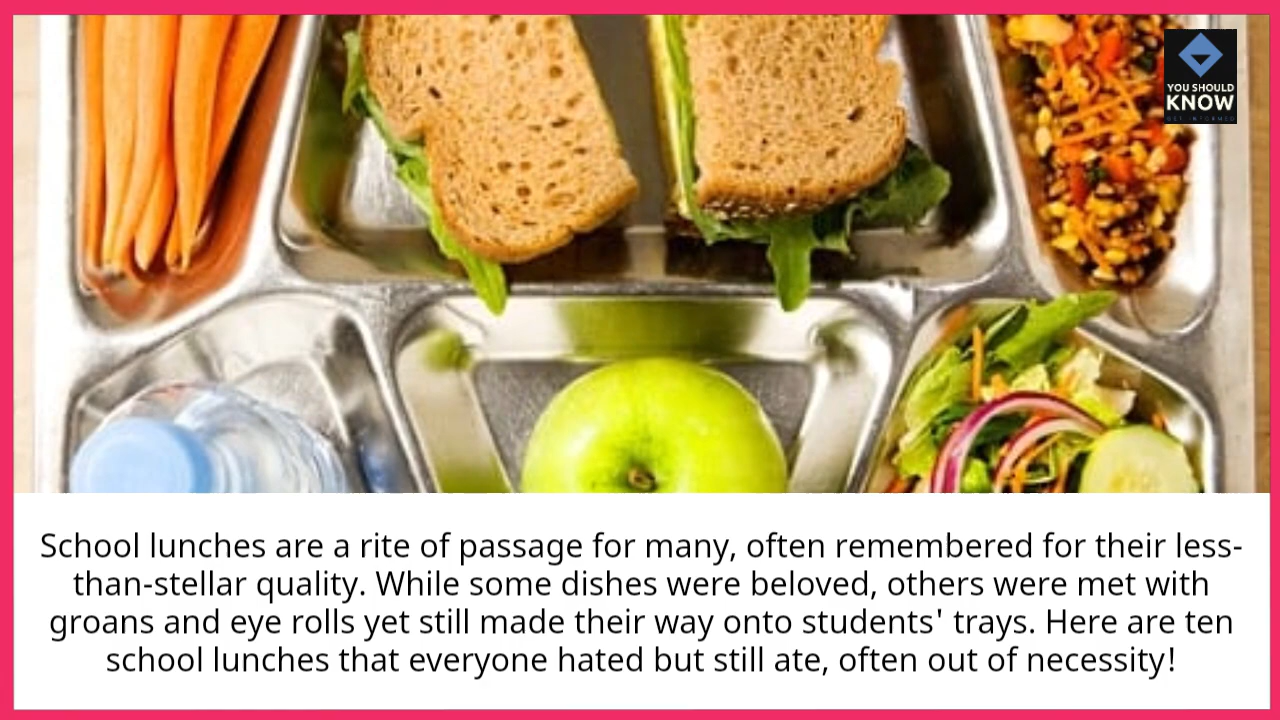 YOU SHOULD
KNOW
GET INFORMED
School lunches are a rite of passage for many, often remembered for their less-
than-stellar quality. While some dishes were beloved, others were met with
groans and eye rolls yet still made their way onto students' trays. Here are ten
school lunches that everyone hated but still ate, often out of necessity!